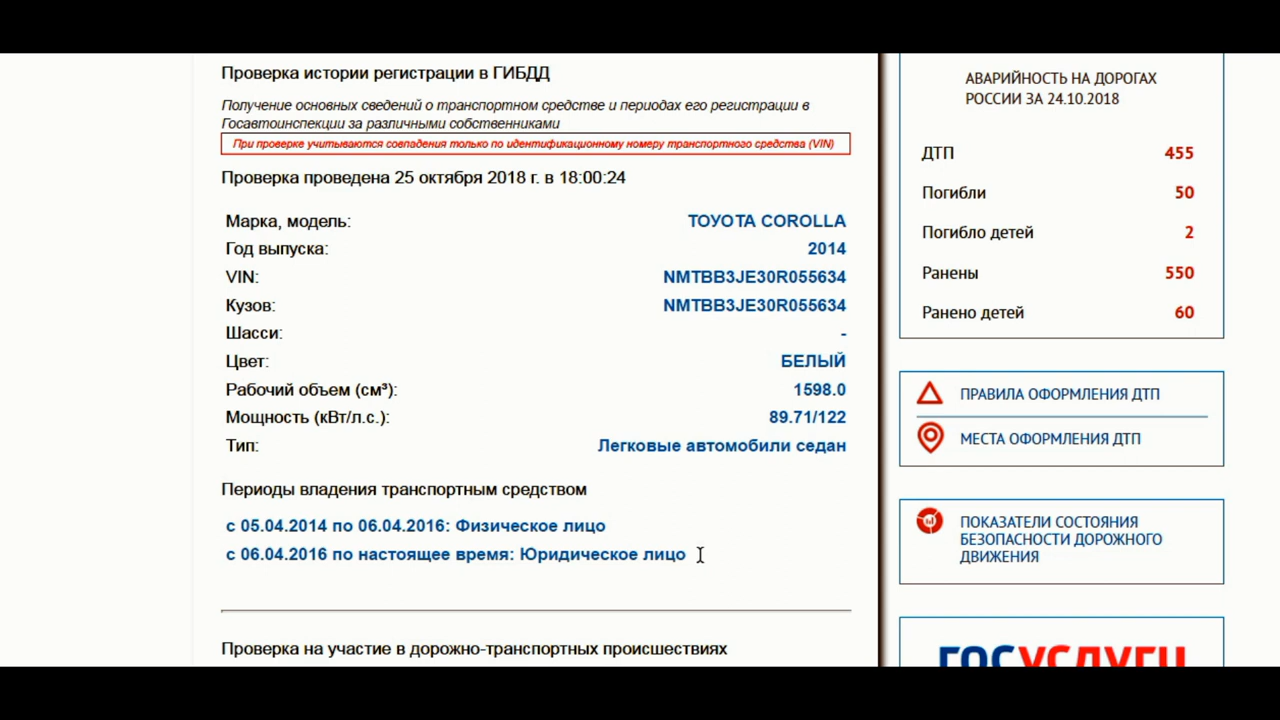 Проверка истории регистрации в ГИБДД
Получение основных сведений о транспортном средстве и периодах его регистрации в
Госавтоинспекции за различными собственниками
При проверке учитываются совпадения только по идентификационному номеру транспортного средства (VIN)
Проверка проведена 25 октября 2018 г. в 18:00:24
Марка, модель: ТОУОТА COROLLA
Год выпуска: 2014
VIN: NMTBB3JE30R055634
Кузов: NMTBB3JE30R055634
Шасси: -
Цвет: БЕЛЫЙ
Рабочий объем (см³): 1598.0
Мощность (кВт/л.с.): 89.71/122
Тип: Легковые автомобили седан
Периоды владения транспортным средством
с 05.04.2014 по 06.04.2016: Физическое лицо
с 06.04.2016 по настоящее время: Юридическое лицо
Проверка на участие в дорожно-транспортных происшествиях
АВАРИЙНОСТЬ НА ДОРОГАХ
РОССИИ ЗА 24.10.2018
ДТП 455
Погибли 50
Погибло детей 2
Ранены 550
Ранено детей 60
ПРАВИЛА ОФОРМЛЕНИЯ ДТП
МЕСТА ОФОРМЛЕНИЯ ДТП
ПОКАЗАТЕЛИ СОСТОЯНИЯ
БЕЗОПАСНОСТИ ДОРОЖНОГО
ДВИЖЕНИЯ
ГОСУСЛУГИ